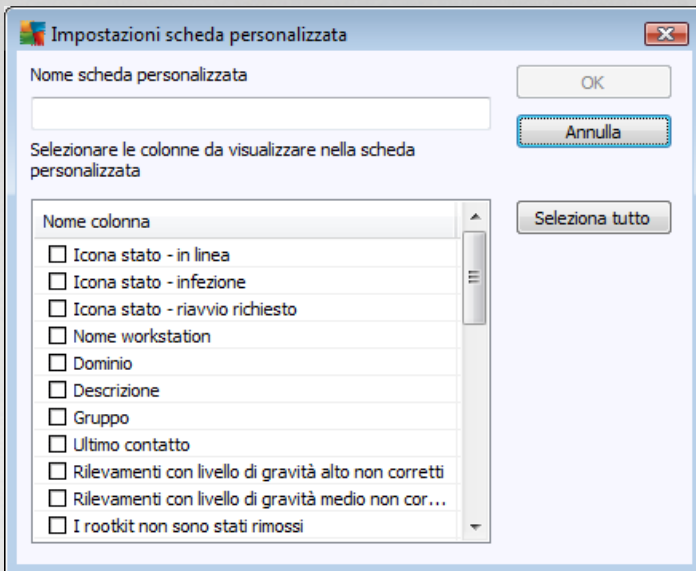 Impostazioni scheda personalizzata
Nome scheda personalizzata
OK
Annulla
Selezionare le colonne da visualizzare nella scheda
personalizzata
Seleziona tutto
Nome colonna
Icona stato - in linea
Icona stato - infezione
Icona stato - riavvio richiesto
Nome workstation
Dominio
Descrizione
Gruppo
Ultimo contatto
Rilevamenti con livello di gravità alto non corretti
Rilevamenti con livello di gravità medio non cor...
I rootkit non sono stati rimossi